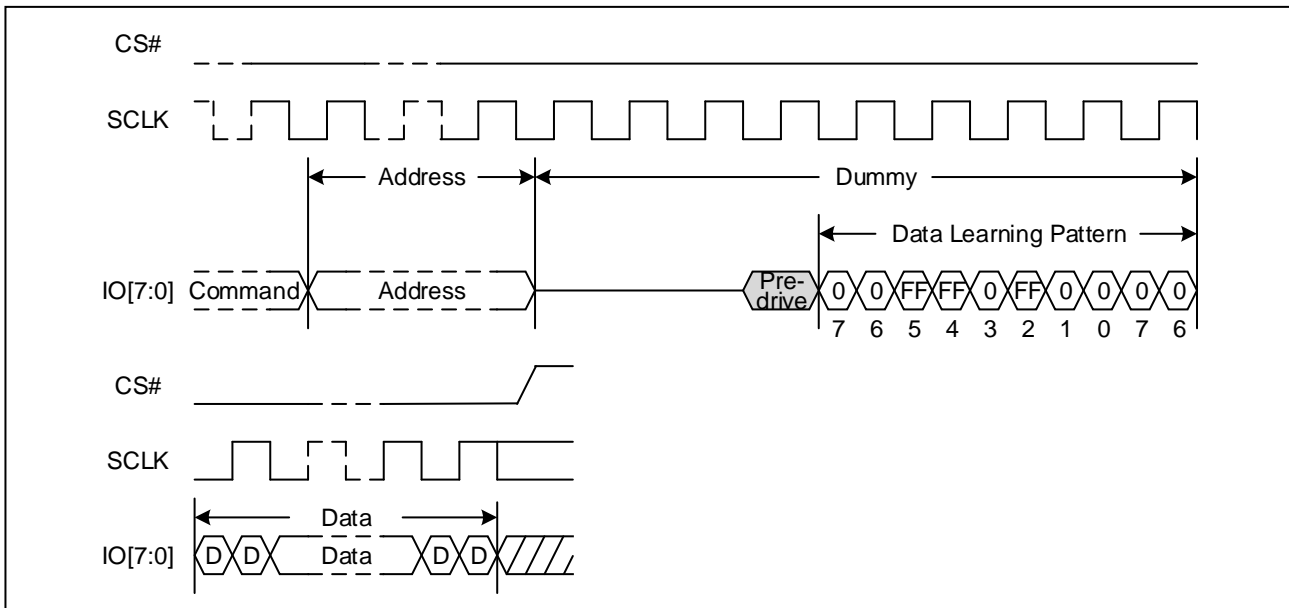 CS#
SCLK
Address
Dummy
Data Learning Pattern
IO[7:0] Command Address Pre-drive 0 0 FF FF 0 FF 0 0 0 0
7 6 5 4 3 2 1 0 7 6
CS#
SCLK
Data
IO[7:0] D D Data D D